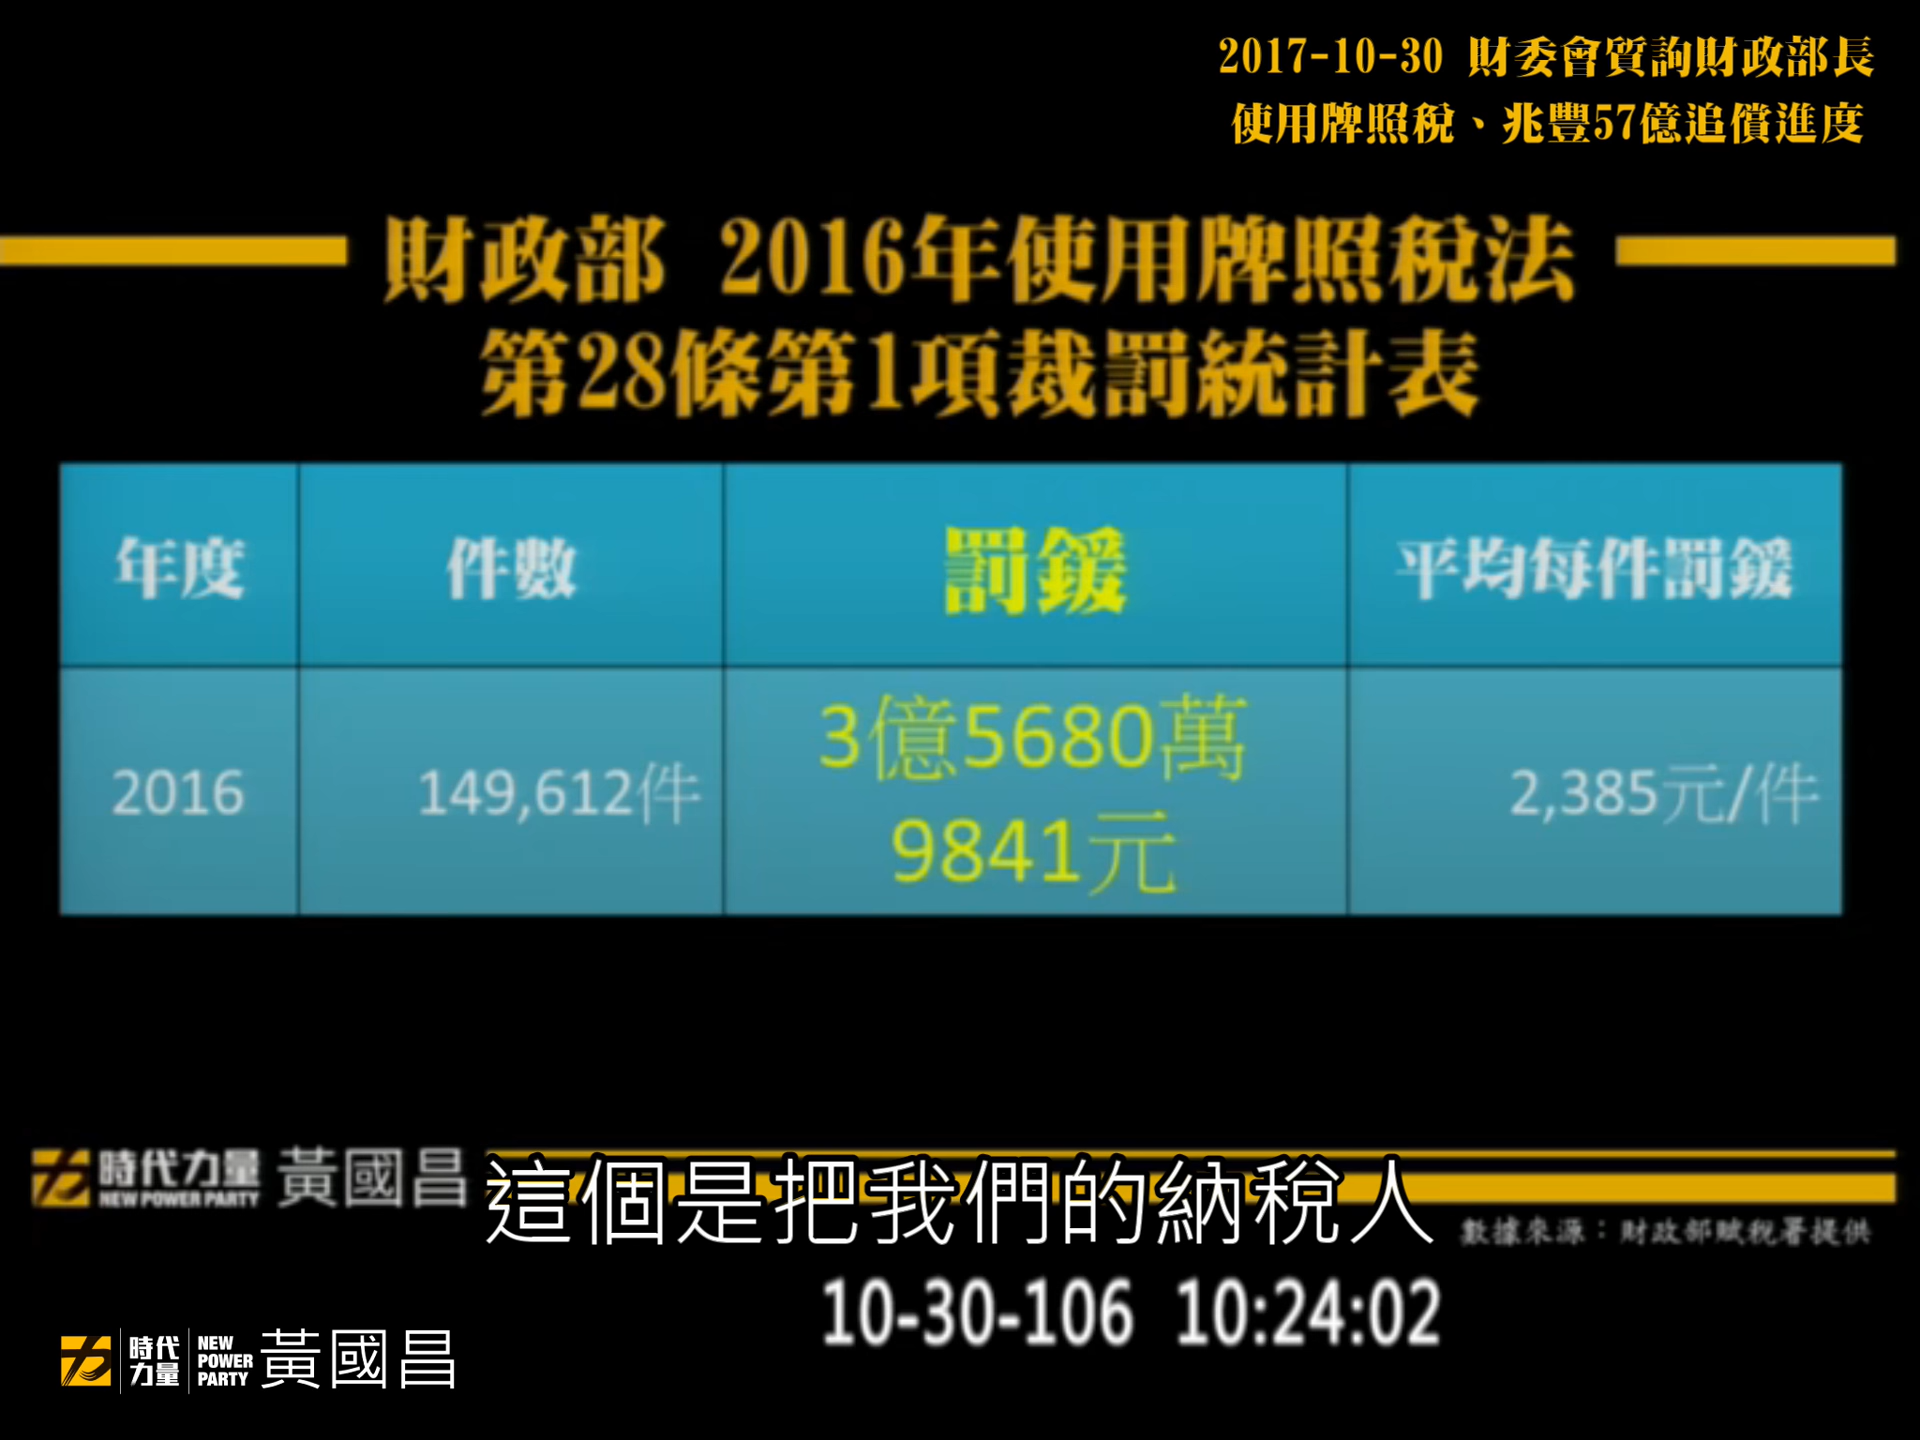 2017-10-30 財委會質詢財政部長
使用牌照稅、兆豐57億追償進度
財政部 2016年使用牌照稅法
第28條第1項裁罰統計表
年度 件數 罰鍰 平均每件罰鍰
2016 149,612件 3億5680萬
9841元 2,385元/件
時代力量 NEW POWER PARTY 黃國昌
這個是把我們的納稅人
數據來源：財政部賦稅署提供
10-30-106 10:24:02
時代
力量
NEW
POWER
PARTY
黃國昌